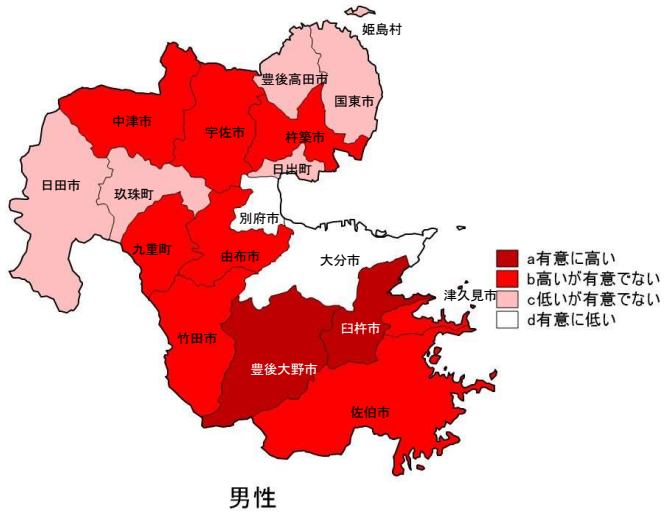 姫島村
豊後高田市
国東市
中津市
宇佐市
杵築市
日出町
日田市
玖珠町
別府市
九重町
由布市
大分市
a有意に高い
b高いが有意でない
c低いが有意でない
d有意に低い
津久見市
臼杵市
竹田市
豊後大野市
佐伯市
男性